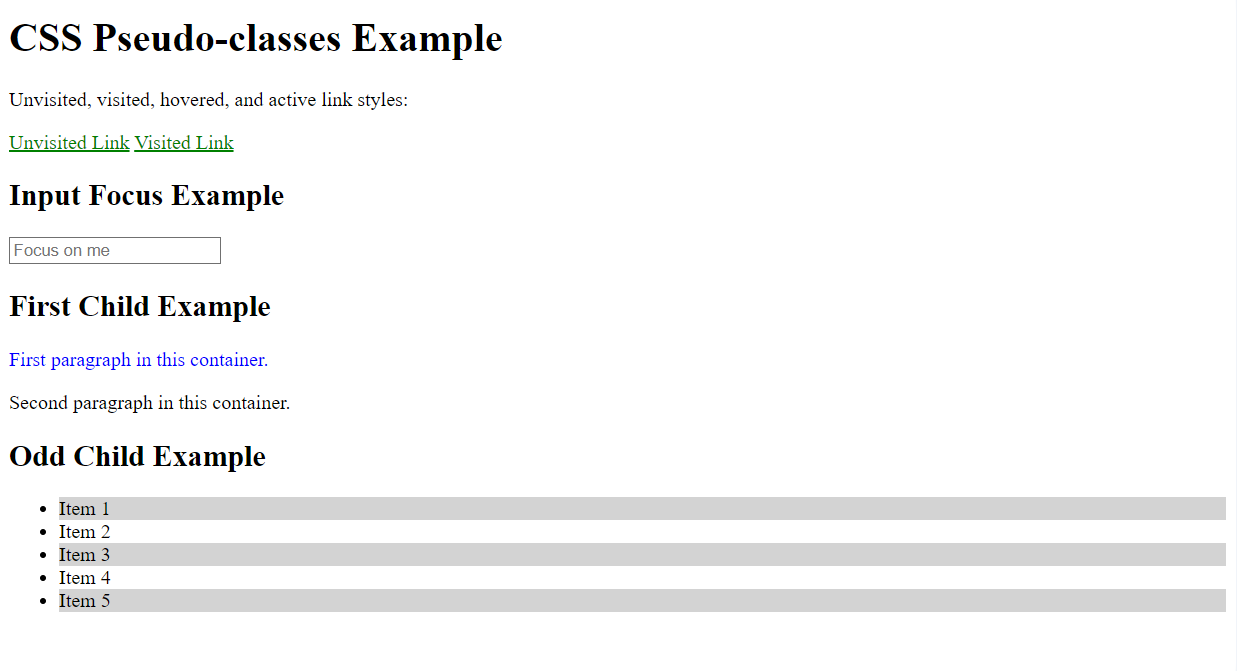 CSS Pseudo-classes Example
Unvisited, visited, hovered, and active link styles:
Unvisited Link Visited Link
Input Focus Example
Focus on me
First Child Example
First paragraph in this container.
Second paragraph in this container.
Odd Child Example
Item 1
Item 2
Item 3
Item 4
Item 5